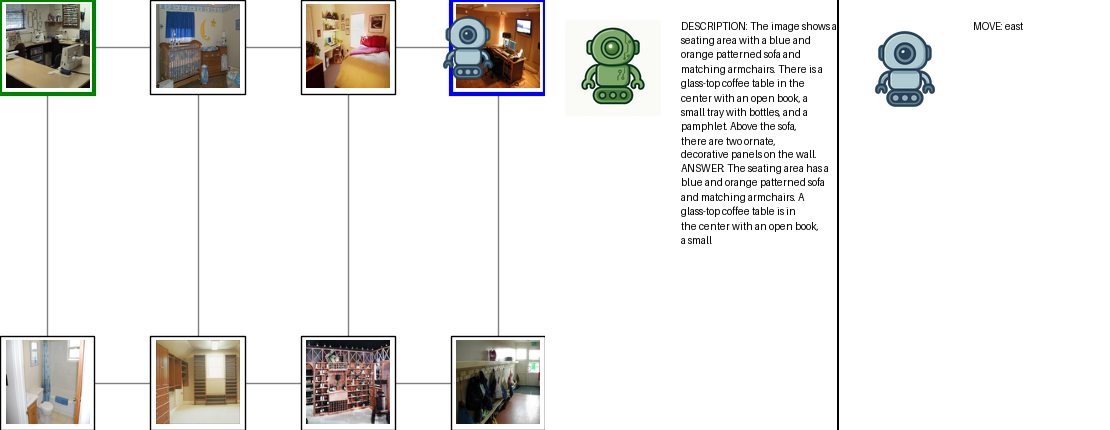 DESCRIPTION: The image shows a
seating area with a blue and
orange patterned sofa and
matching armchairs. There is a
glass-top coffee table in the
center with an open book, a
small tray with bottles, and a
pamphlet. Above the sofa,
there are two ornate,
decorative panels on the wall.
ANSWER: The seating area has a
blue and orange patterned sofa
and matching armchairs. A
glass-top coffee table is in
the center with an open book,
a small
MOVE: east